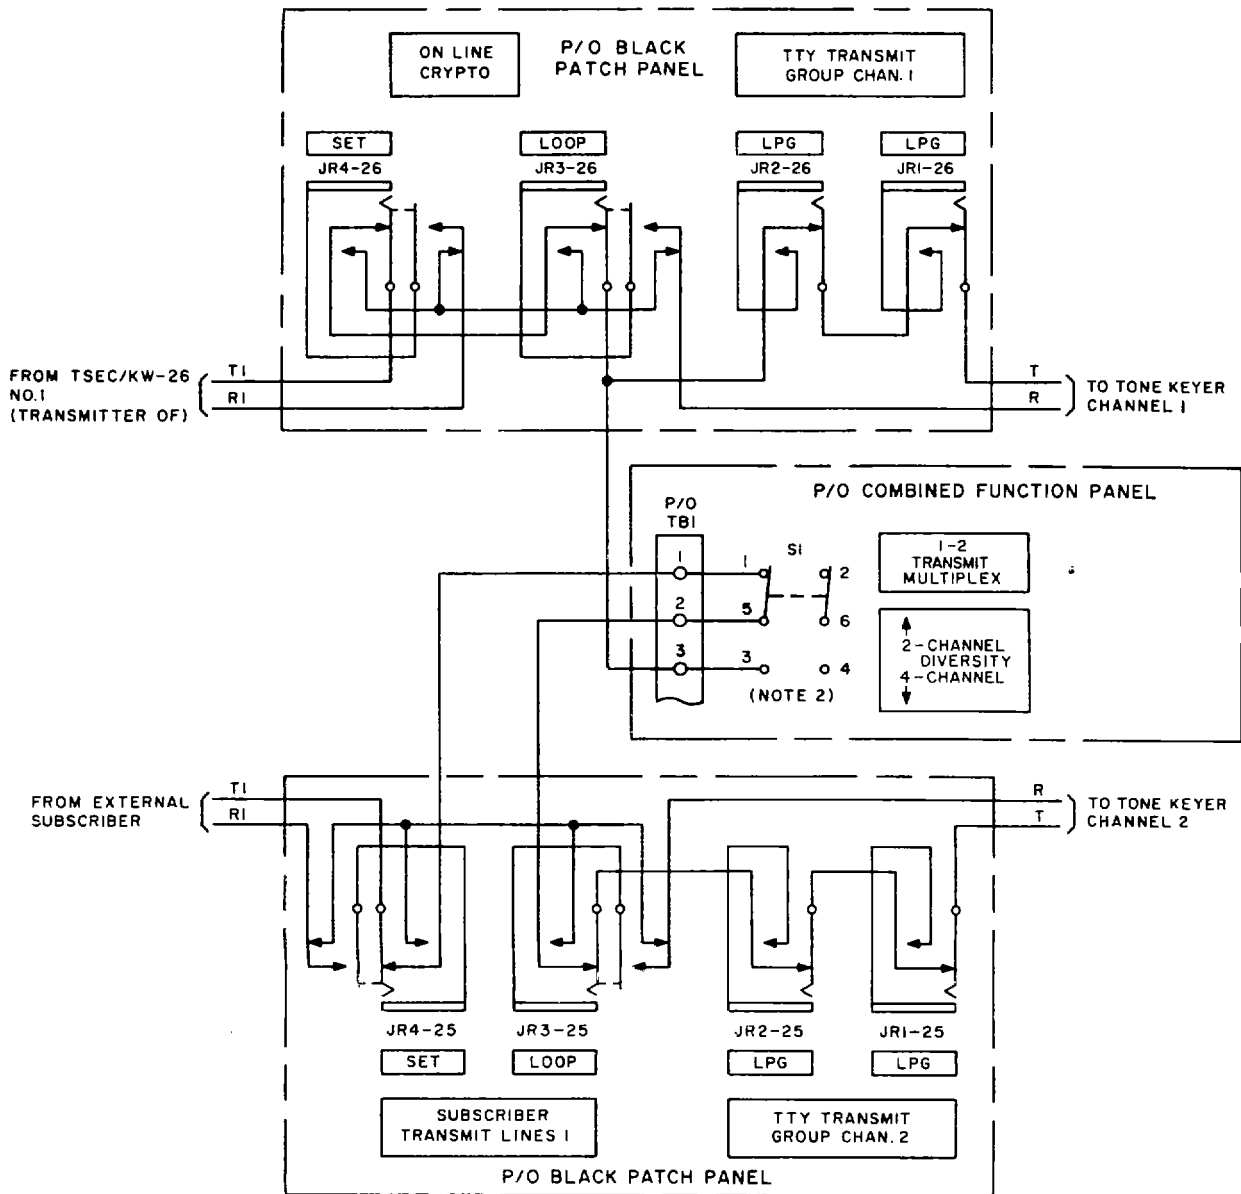 P/O BLACK
PATCH PANEL
ON LINE
CRYPTO
TTY TRANSMIT
GROUP CHAN. 1
SET
LOOP
LPG
LPG
JR4-26
JR3-26
JR2-26
JR1-26
FROM TSEC/KW-26
NO.1
(TRANSMITTER OF)
T1
R1
T
R
TO TONE KEYER
CHANNEL 1
P/O COMBINED FUNCTION PANEL
P/O
TB1
S1
1
1
2
2
5
6
3
3
4
(NOTE 2)
1-2
TRANSMIT
MULTIPLEX
2-CHANNEL
DIVERSITY
4-CHANNEL
FROM EXTERNAL
SUBSCRIBER
T1
R1
R
T
TO TONE KEYER
CHANNEL 2
JR4-25
JR3-25
JR2-25
JR1-25
SET
LOOP
LPG
LPG
SUBSCRIBER
TRANSMIT LINES 1
TTY TRANSMIT
GROUP CHAN. 2
P/O BLACK PATCH PANEL